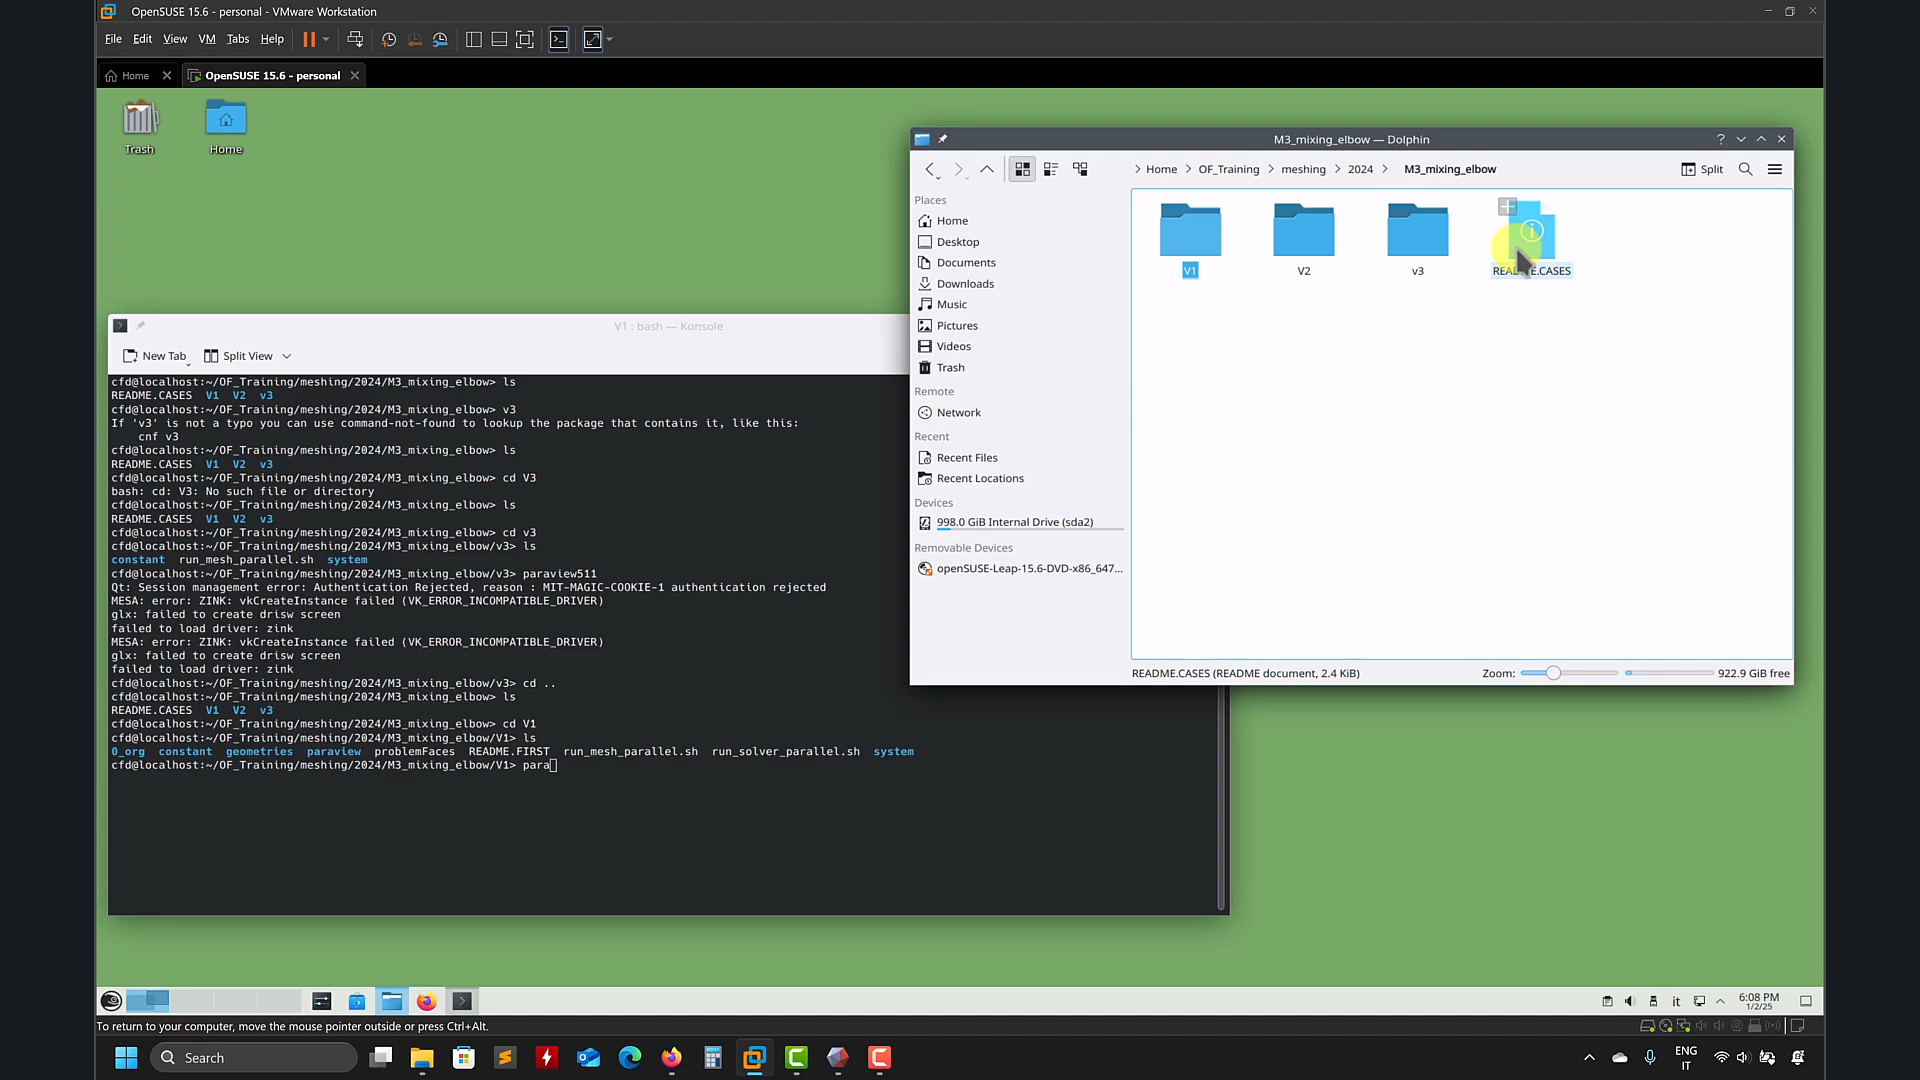 OpenSUSE 15.6 - personal - VMware Workstation
File Edit View VM Tabs Help
Home
OpenSUSE 15.6 - personal
Trash
Home
M3_mixing_elbow — Dolphin
Home
OF_Training
meshing
2024
M3_mixing_elbow
Split
Places
Home
Desktop
Documents
Downloads
Music
Pictures
Videos
Trash
Remote
Network
Recent
Recent Files
Recent Locations
Devices
998.0 GiB Internal Drive (sda2)
Removable Devices
openSUSE-Leap-15.6-DVD-x86_647...
V1
V2
v3
README.CASES
README.CASES (README document, 2.4 KiB)
Zoom:
922.9 GiB free
V1 : bash — Konsole
New Tab
Split View
cfd@localhost:~/OF_Training/meshing/2024/M3_mixing_elbow> ls
README.CASES V1 V2 v3
cfd@localhost:~/OF_Training/meshing/2024/M3_mixing_elbow> v3
If 'v3' is not a typo you can use command-not-found to lookup the package that contains it, like this:
cnf v3
cfd@localhost:~/OF_Training/meshing/2024/M3_mixing_elbow> ls
README.CASES V1 V2 v3
cfd@localhost:~/OF_Training/meshing/2024/M3_mixing_elbow> cd V3
bash: cd: V3: No such file or directory
cfd@localhost:~/OF_Training/meshing/2024/M3_mixing_elbow> ls
README.CASES V1 V2 v3
cfd@localhost:~/OF_Training/meshing/2024/M3_mixing_elbow> cd v3
cfd@localhost:~/OF_Training/meshing/2024/M3_mixing_elbow/v3> ls
constant run_mesh_parallel.sh system
cfd@localhost:~/OF_Training/meshing/2024/M3_mixing_elbow/v3> paraview511
Qt: Session management error: Authentication Rejected, reason : MIT-MAGIC-COOKIE-1 authentication rejected
MESA: error: ZINK: vkCreateInstance failed (VK_ERROR_INCOMPATIBLE_DRIVER)
glx: failed to create drisw screen
failed to load driver: zink
MESA: error: ZINK: vkCreateInstance failed (VK_ERROR_INCOMPATIBLE_DRIVER)
glx: failed to create drisw screen
failed to load driver: zink
cfd@localhost:~/OF_Training/meshing/2024/M3_mixing_elbow/v3> cd ..
cfd@localhost:~/OF_Training/meshing/2024/M3_mixing_elbow> ls
README.CASES V1 V2 v3
cfd@localhost:~/OF_Training/meshing/2024/M3_mixing_elbow> cd V1
cfd@localhost:~/OF_Training/meshing/2024/M3_mixing_elbow/V1> ls
0_org constant geometries paraview problemFaces README.FIRST run_mesh_parallel.sh run_solver_parallel.sh system
cfd@localhost:~/OF_Training/meshing/2024/M3_mixing_elbow/V1> para
it
6:08 PM
1/2/25
To return to your computer, move the mouse pointer outside or press Ctrl+Alt.
Search
ENG
IT